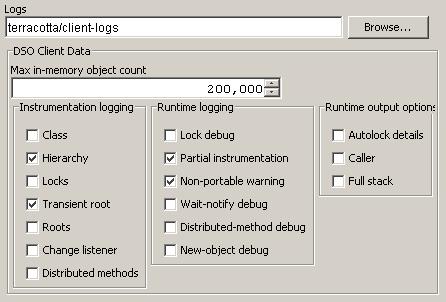 Logs
terracotta/client-logs
Browse...
DSO Client Data
Max in-memory object count
200,000
Instrumentation logging
Class
Hierarchy
Locks
Transient root
Roots
Change listener
Distributed methods
Runtime logging
Lock debug
Partial instrumentation
Non-portable warning
Wait-notify debug
Distributed-method debug
New-object debug
Runtime output options
Autolock details
Caller
Full stack